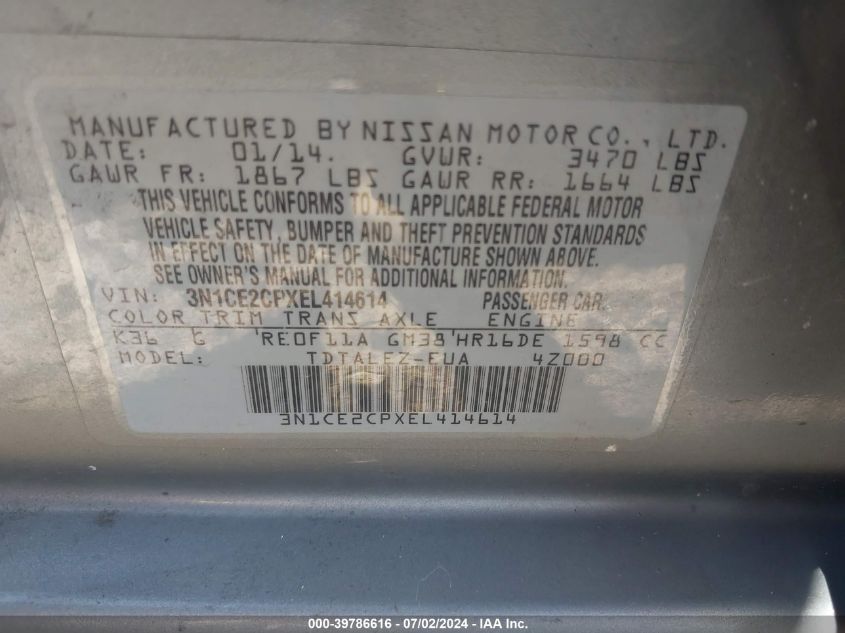 MANUFACTURED BY NISSAN MOTOR CO., LTD.
DATE: 01/14. GVWR: 3470 LBS
GAWR FR: 1867 LBS GAWR RR: 1664 LBS
THIS VEHICLE CONFORMS TO ALL APPLICABLE FEDERAL MOTOR
VEHICLE SAFETY, BUMPER AND THEFT PREVENTION STANDARDS
IN EFFECT ON THE DATE OF MANUFACTURE SHOWN ABOVE.
SEE OWNER'S MANUAL FOR ADDITIONAL INFORMATION.
VIN: 3N1CE2CPXEL414614 PASSENGER CAR
COLOR TRIM TRANS AXLE ENGINE
K36 G RE0F11A GM38 HR16DE 1598 CC
MODEL: TDTALEZ-EUA 4Z000
3N1CE2CPXEL414614
000-39786616 - 07/02/2024 - IAA Inc.